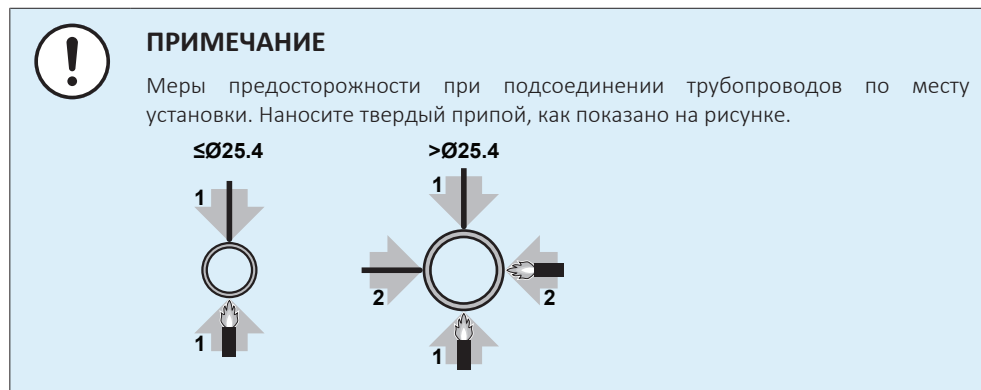 ПРИМЕЧАНИЕ
Меры предосторожности при подсоединении трубопроводов по месту
установки. Наносите твердый припой, как показано на рисунке.
≤Ø25.4 >Ø25.4
1 1
2 2
1 1